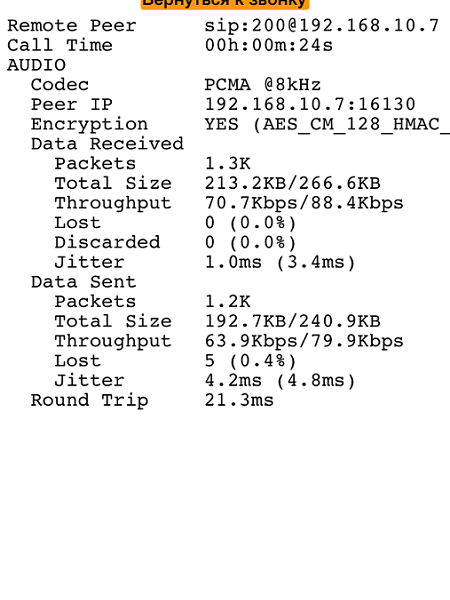 Вернуться к звонку
Remote Peer sip:200@192.168.10.7
Call Time 00h:00m:24s
AUDIO
Codec PCMA @8kHz
Peer IP 192.168.10.7:16130
Encryption YES (AES_CM_128_HMAC_
Data Received
Packets 1.3K
Total Size 213.2KB/266.6KB
Throughput 70.7Kbps/88.4Kbps
Lost 0 (0.0%)
Discarded 0 (0.0%)
Jitter 1.0ms (3.4ms)
Data Sent
Packets 1.2K
Total Size 192.7KB/240.9KB
Throughput 63.9Kbps/79.9Kbps
Lost 5 (0.4%)
Jitter 4.2ms (4.8ms)
Round Trip 21.3ms